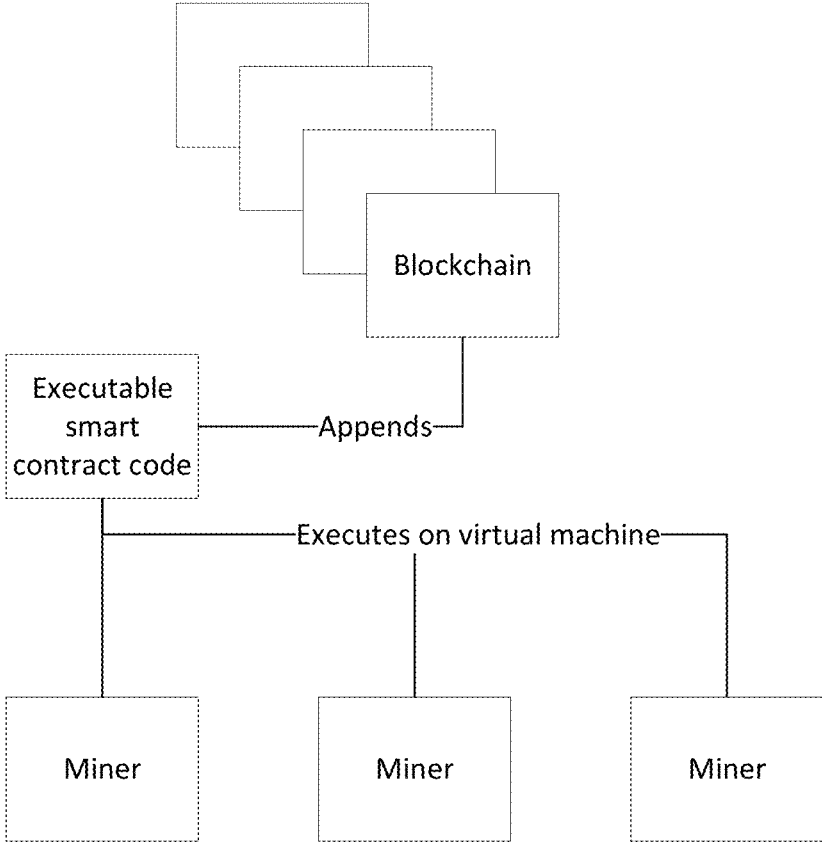 Blockchain
Executable
smart
contract code
Appends
Executes on virtual machine
Miner
Miner
Miner